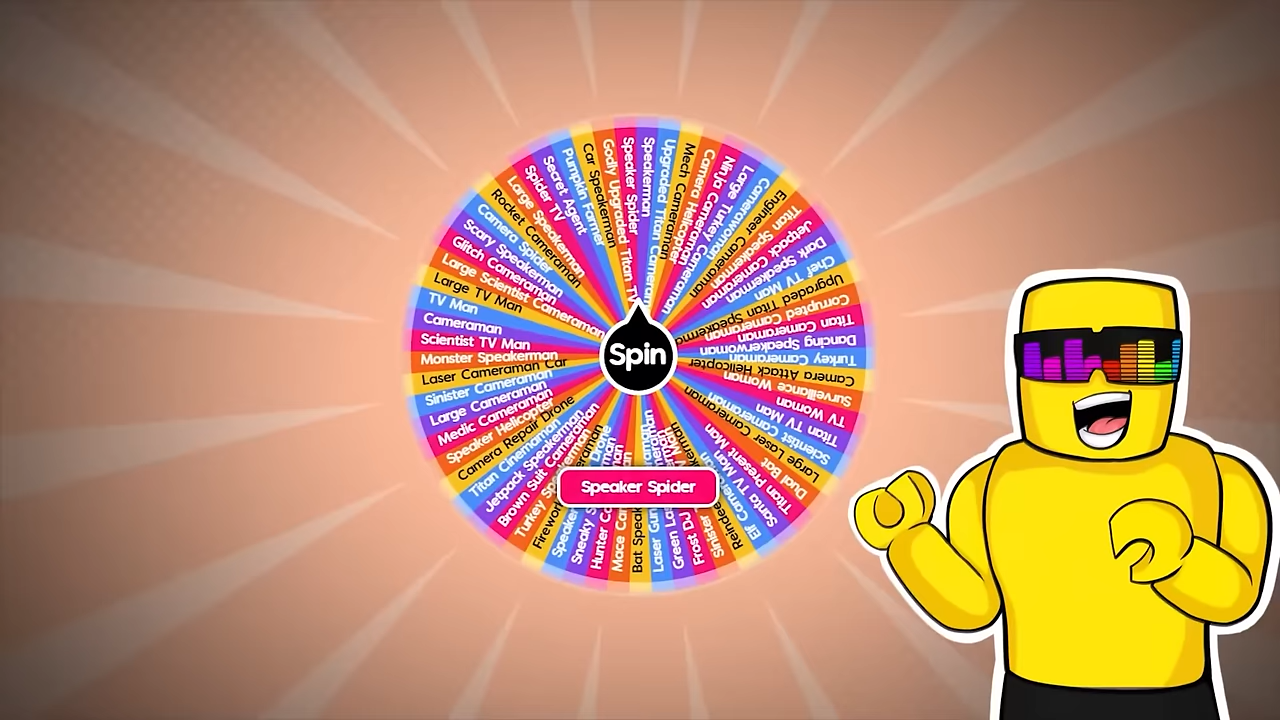 Speaker Spider
Speakerman
Upgraded Titan Cameraman
Mech Cameraman
Camera Helicopter
Ninja Cameraman
Large Turkey Cameraman
Camerawoman
Engineer Cameraman
Titan Speakerman
Jetpack Cameraman
Dark Speakerman
Chef TV Man
Upgraded Titan Speakerman
Corrupted Cameraman
Titan Cameraman
Dancing Speakerwoman
Turkey Cameraman
Camera Attack Helicopter
Surveillance Woman
TV Woman
Titan TV Man
Scientist Cameraman
Large Laser Cameraman
Dual Bat
Titan Present Man
Santa TV Man
Elf
Sinister
Frost DJ
Green
Laser Gun
Bat
Mace
Hunter
Sneaky
Speaker
Turkey
Brown Suit Cameraman
Jetpack Speakerman
Titan Cinemaman
Camera Repair Drone
Speaker Helicopter
Medic Cameraman
Large Cameraman
Sinister Cameraman
Laser Cameraman Car
Monster Speakerman
Scientist TV Man
Cameraman
TV Man
Large TV Man
Large Scientist Cameraman
Glitch Cameraman
Scary Speakerman
Camera Spider
Rocket Cameraman
Large Speakerman
Spider TV
Secret Agent
Pumpkin Farmer
Car Speakerman
Godly Upgraded Titan TV
Spin
Speaker Spider